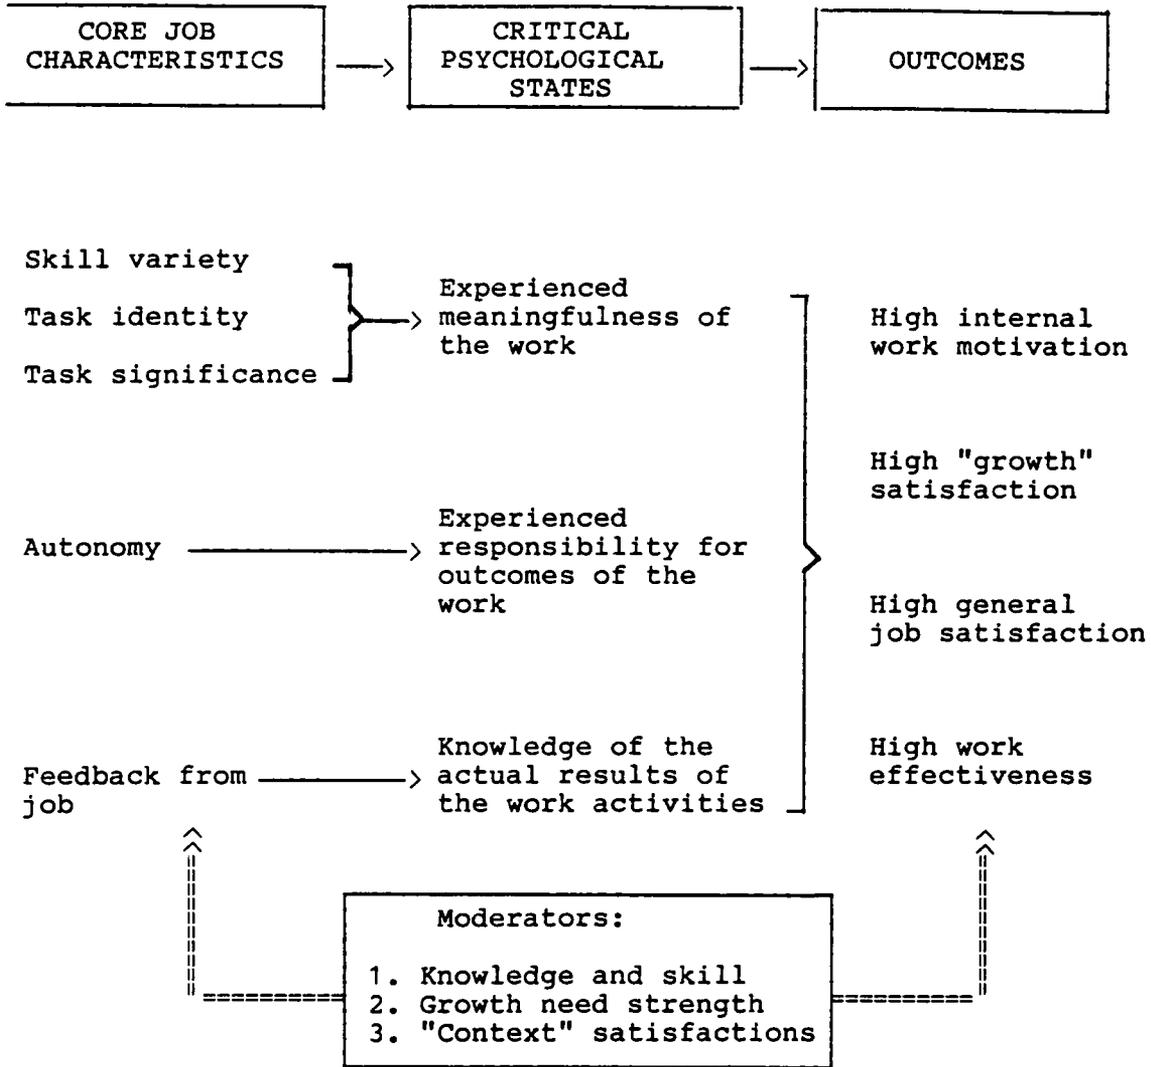 CORE JOB
CHARACTERISTICS
CRITICAL
PSYCHOLOGICAL
STATES
OUTCOMES
Skill variety
Task identity
Task significance
Experienced
meaningfulness of
the work
High internal
work motivation
High "growth"
satisfaction
Autonomy
Experienced
responsibility for
outcomes of the
work
High general
job satisfaction
Feedback from
job
Knowledge of the
actual results of
the work activities
High work
effectiveness
Moderators:
1. Knowledge and skill
2. Growth need strength
3. "Context" satisfactions